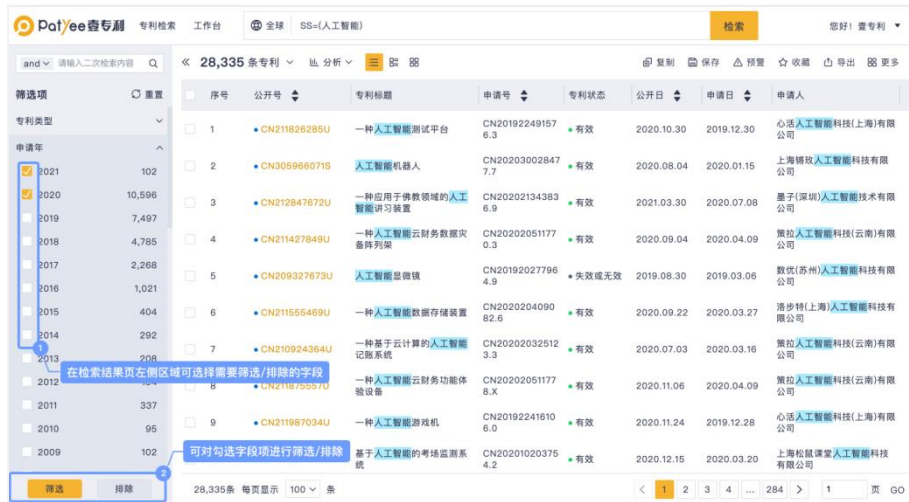 Patyee壹专利 专利检索 工作台 全球 SS=(人工智能) 检索 您好！壹专利
and 请输入二次检索内容
28,335 条专利 分析 复制 保存 预警 收藏 导出 更多
筛选项 重置
序号 公开号 专利标题 申请号 专利状态 公开日 申请日 申请人
专利类型
申请年
2021 102
2020 10,596
2019 7,497
2018 4,785
2017 2,268
2016 1,021
2015 404
2014 292
2013 208
2012
2011 337
2010 95
2009 102
1 CN211826285U 一种人工智能测试平台 CN201922491576.3 有效 2020.10.30 2019.12.30 心活人工智能科技(上海)有限公司
2 CN305966071S 人工智能机器人 CN202030028477.7 有效 2020.08.04 2020.01.15 上海锵玫人工智能科技有限公司
3 CN212847672U 一种应用于佛教领域的人工智能讲习装置 CN202021343836.9 有效 2021.03.30 2020.07.08 墨子(深圳)人工智能技术有限公司
4 CN211427849U 一种人工智能云财务数据灾备阵列架 CN202020511770.3 有效 2020.09.04 2020.04.09 策拉人工智能科技(云南)有限公司
5 CN209327673U 人工智能显微镜 CN201920277964.9 失效或无效 2019.08.30 2019.03.06 数优(苏州)人工智能科技有限公司
6 CN211555469U 一种人工智能数据存储装置 CN202020409082.6 有效 2020.09.22 2020.03.27 洛步特(上海)人工智能科技有限公司
7 CN210924364U 一种基于云计算的人工智能记账系统 CN202020325123.3 有效 2020.07.03 2020.03.16 策拉人工智能科技(云南)有限公司
8 CN211875557U 一种人工智能云财务功能体验设备 CN202020511778.X 有效 2020.11.06 2020.04.09 策拉人工智能科技(云南)有限公司
9 CN211987034U 一种人工智能游戏机 CN201922416106.0 有效 2020.11.24 2019.12.28 心活人工智能科技(上海)有限公司
基于人工智能的考场监测系统 CN202010203754.2 有效 2020.12.15 2020.03.20 上海松鼠课堂人工智能科技有限公司
1
在检索结果页左侧区域可选择需要筛选/排除的字段
可对勾选字段项进行筛选/排除
2
筛选 排除
28,335条 每页显示 100 条 1 2 3 4 ... 284 1 页 GO